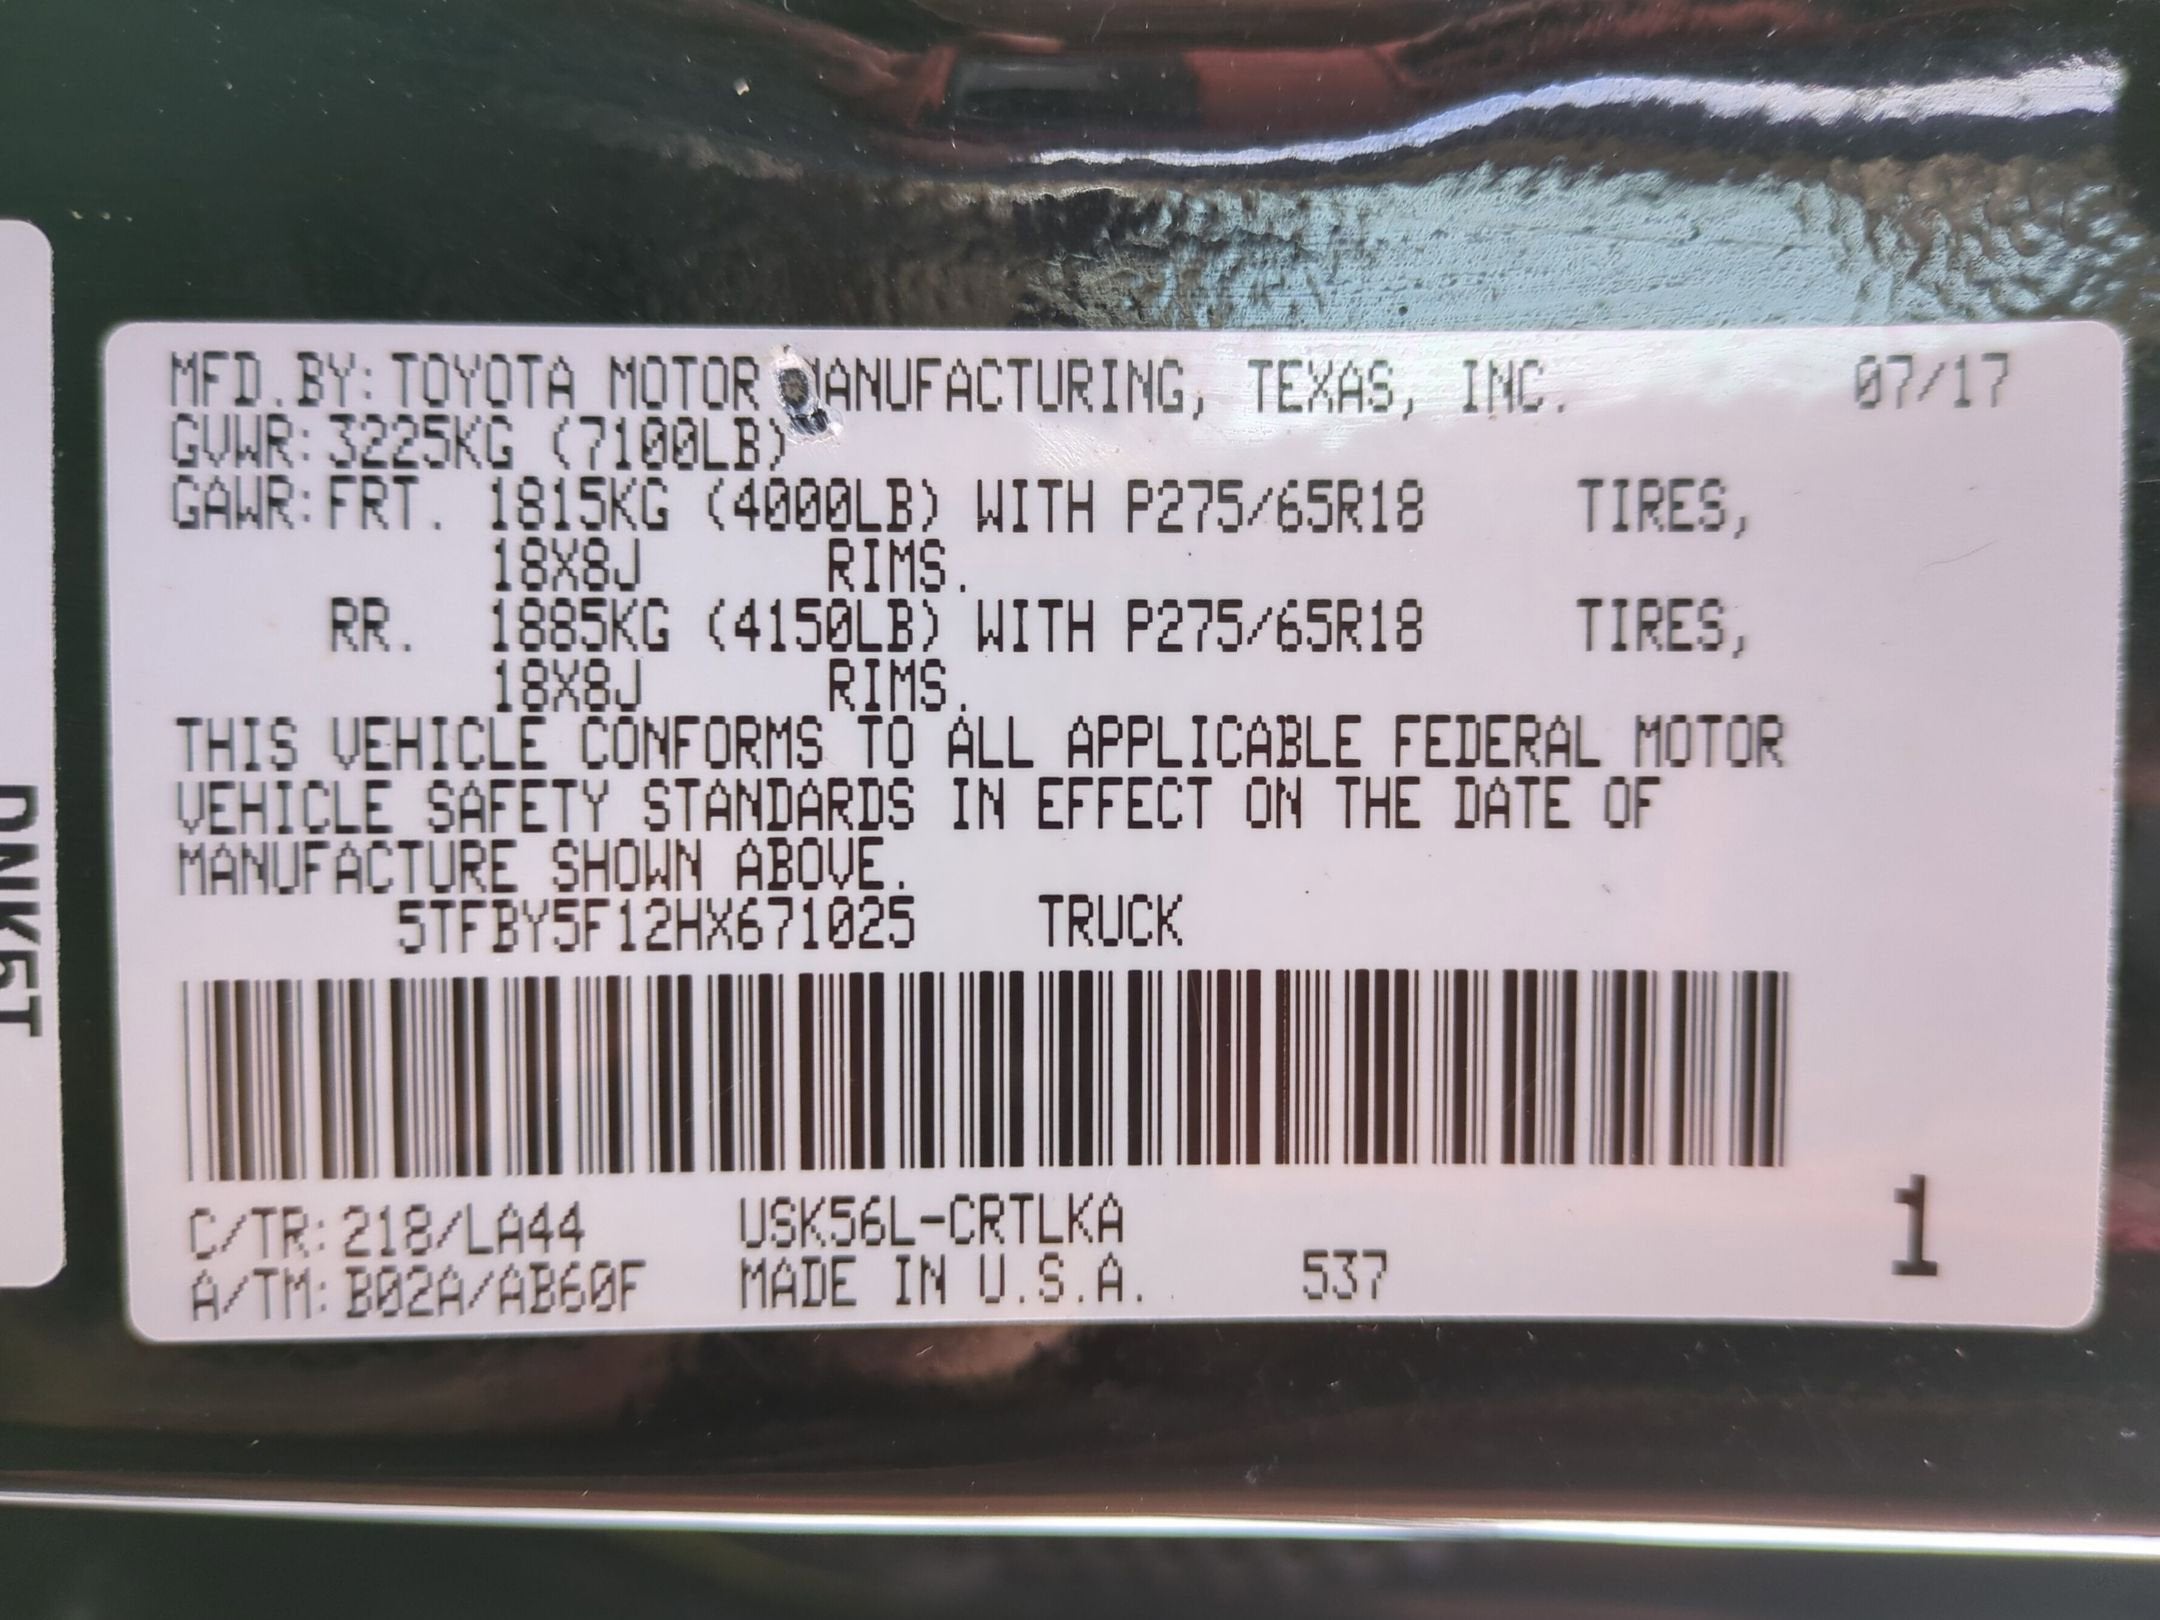 MFD.BY: TOYOTA MOTOR MANUFACTURING, TEXAS, INC. 07/17
GVWR: 3225KG (7100LB)
GAWR: FRT. 1815KG (4000LB) WITH P275/65R18 TIRES,
18X8J RIMS.
RR. 1885KG (4150LB) WITH P275/65R18 TIRES,
18X8J RIMS.
THIS VEHICLE CONFORMS TO ALL APPLICABLE FEDERAL MOTOR
VEHICLE SAFETY STANDARDS IN EFFECT ON THE DATE OF
MANUFACTURE SHOWN ABOVE.
5TFBY5F12HX671025 TRUCK
C/TR: 218/LA44 USK56L-CRTLKA
A/TM: B02A/AB60F MADE IN U.S.A. 537 1